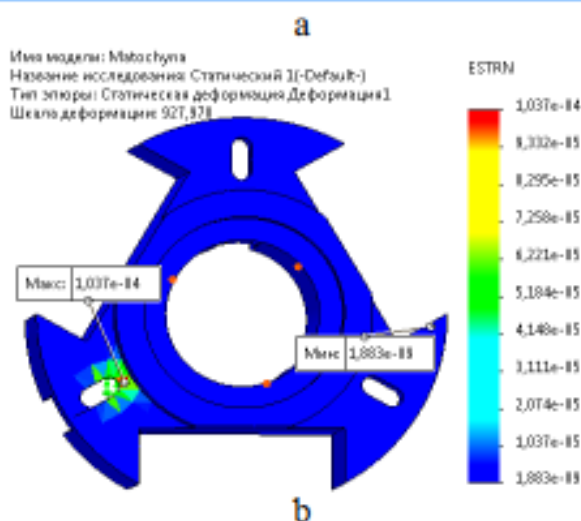 a
Имя модели: Matochyna
Название исследования: Статический 1(-Default-)
Тип эпюры: Статическая деформация Деформация1
Шкала деформации: 927,978
ESTRN
1,037e-04
9,332e-05
8,295e-05
7,258e-05
6,221e-05
5,184e-05
4,148e-05
3,111e-05
2,074e-05
1,037e-05
1,883e-09
Макс: 1,037e-04
Мин: 1,883e-09
b